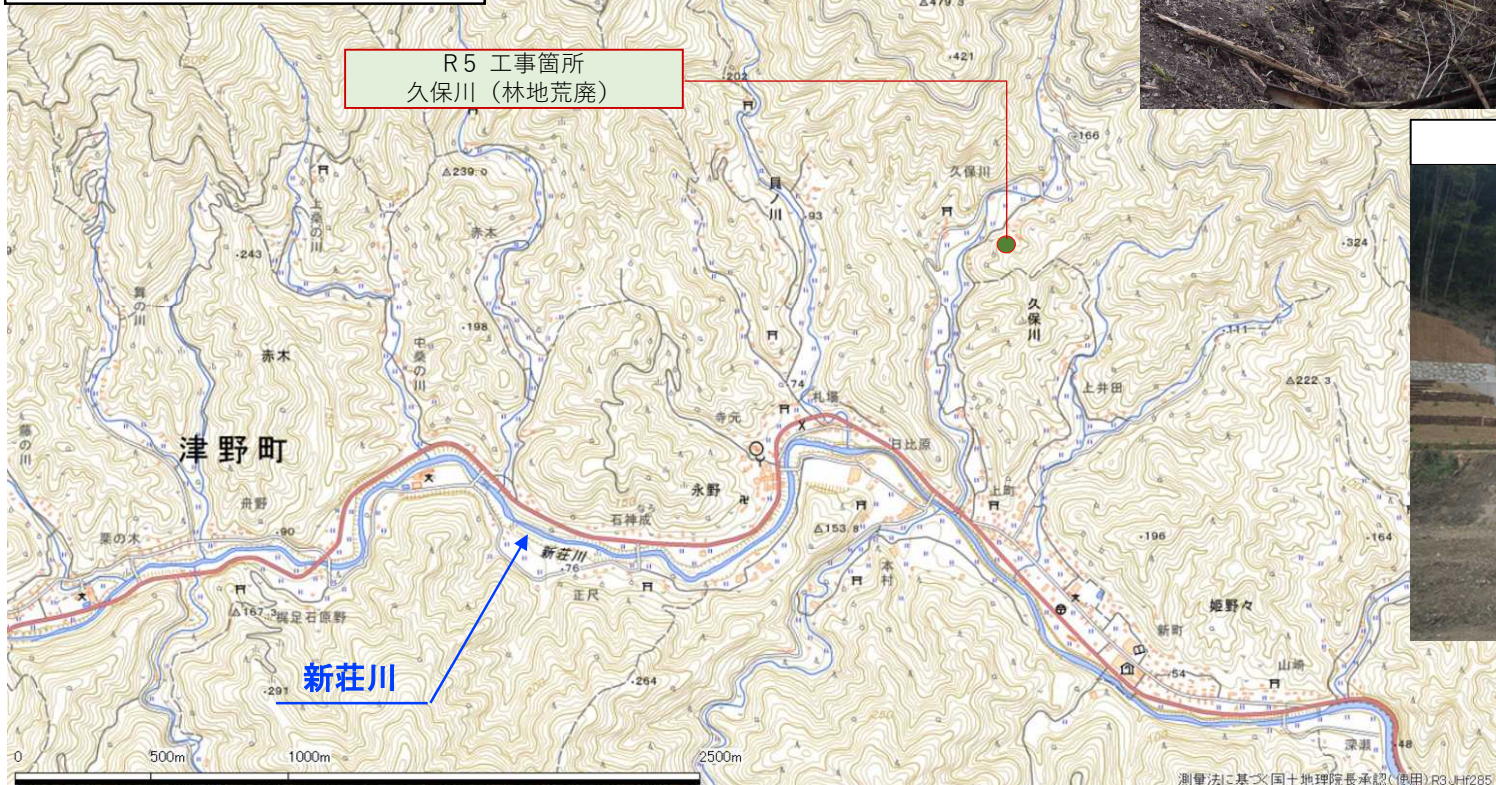 △479.3
R5 工事箇所
久保川（林地荒廃）
・202
・421
・166
久保川
△239.0
貝ノ川
・93
上桑の川
赤木
・243
・324
久保川
・198
中桑の川
赤木
・111
上井田
△222.3
・74
札場
寺元
日比原
津野町
永野
上町
舟野
石神成
なろ
△153.8
・90
・196
・164
栗の木
新荘川
・76
本村
正尺
姫野々
△167.3
梶足石原野
新町
新荘川
・291
・264
・54
山崎
250
深瀬
・48
0
500m
1000m
2500m
測量法に基づく国土地理院長承認(使用)R3JHf285